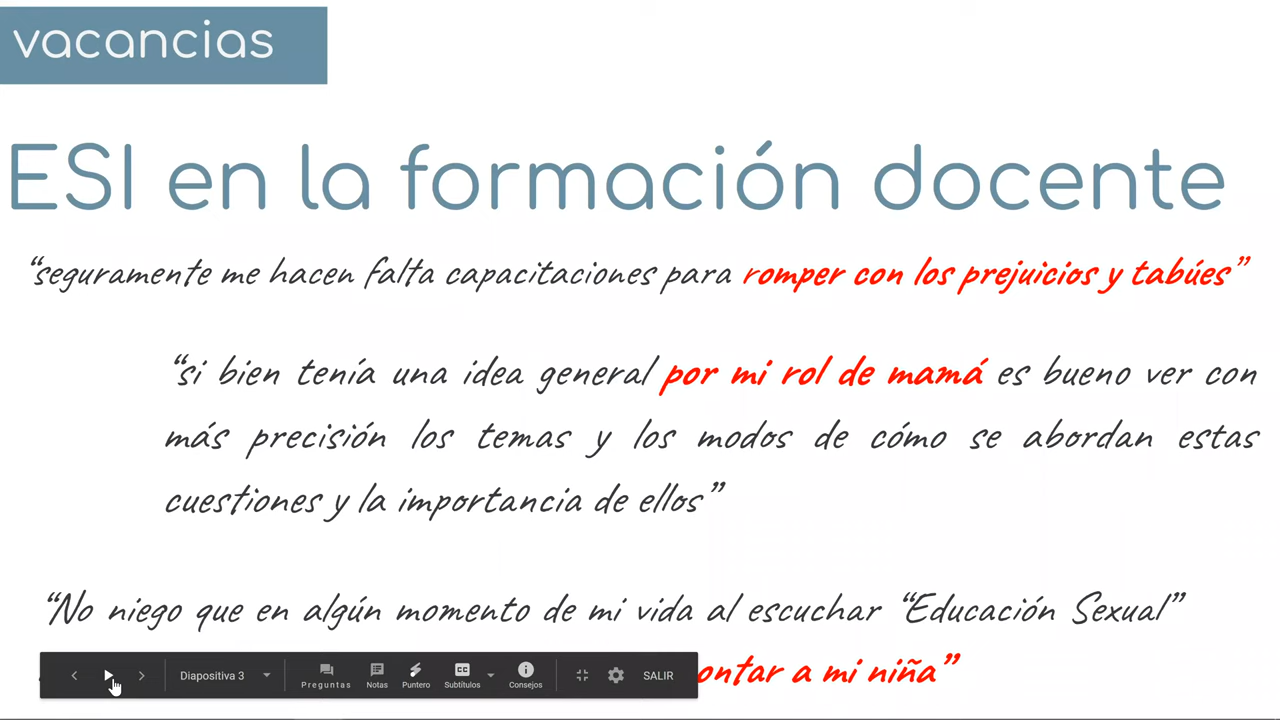 vacancias
ESI en la formación docente
“seguramente me hacen falta capacitaciones para romper con los prejuicios y tabúes”
“si bien tenía una idea general por mi rol de mamá es bueno ver con
más precisión los temas y los modos de cómo se abordan estas
cuestiones y la importancia de ellos”
“No niego que en algún momento de mi vida al escuchar “Educación Sexual”
a mi niña”
Diapositiva 3
Preguntas
Notas
Puntero
CC
Subtítulos
Consejos
SALIR